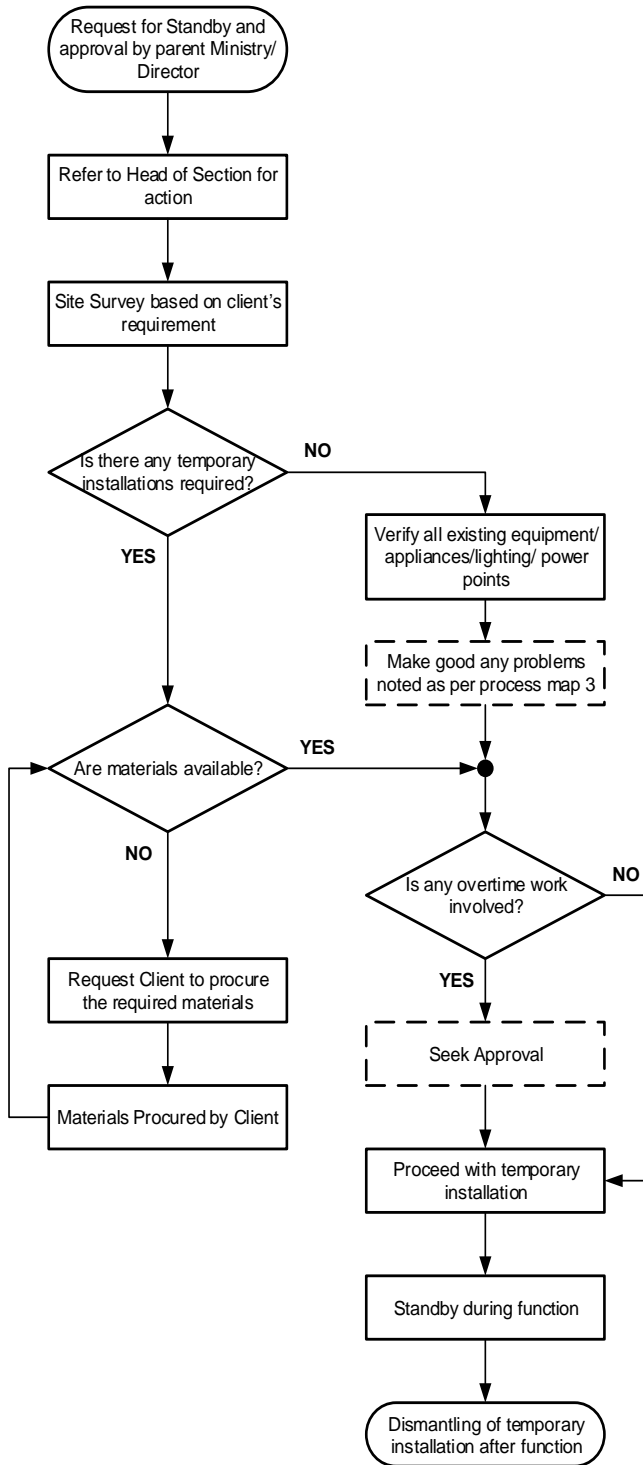 Request for Standby and
approval by parent Ministry/
Director
Refer to Head of Section for
action
Site Survey based on client's
requirement
Is there any temporary
installations required?
NO
YES
Verify all existing equipment/
appliances/lighting/ power
points
Make good any problems
noted as per process map 3
Are materials available?
YES
NO
Is any overtime work
involved?
NO
YES
Request Client to procure
the required materials
Seek Approval
Materials Procured by Client
Proceed with temporary
installation
Standby during function
Dismantling of temporary
installation after function